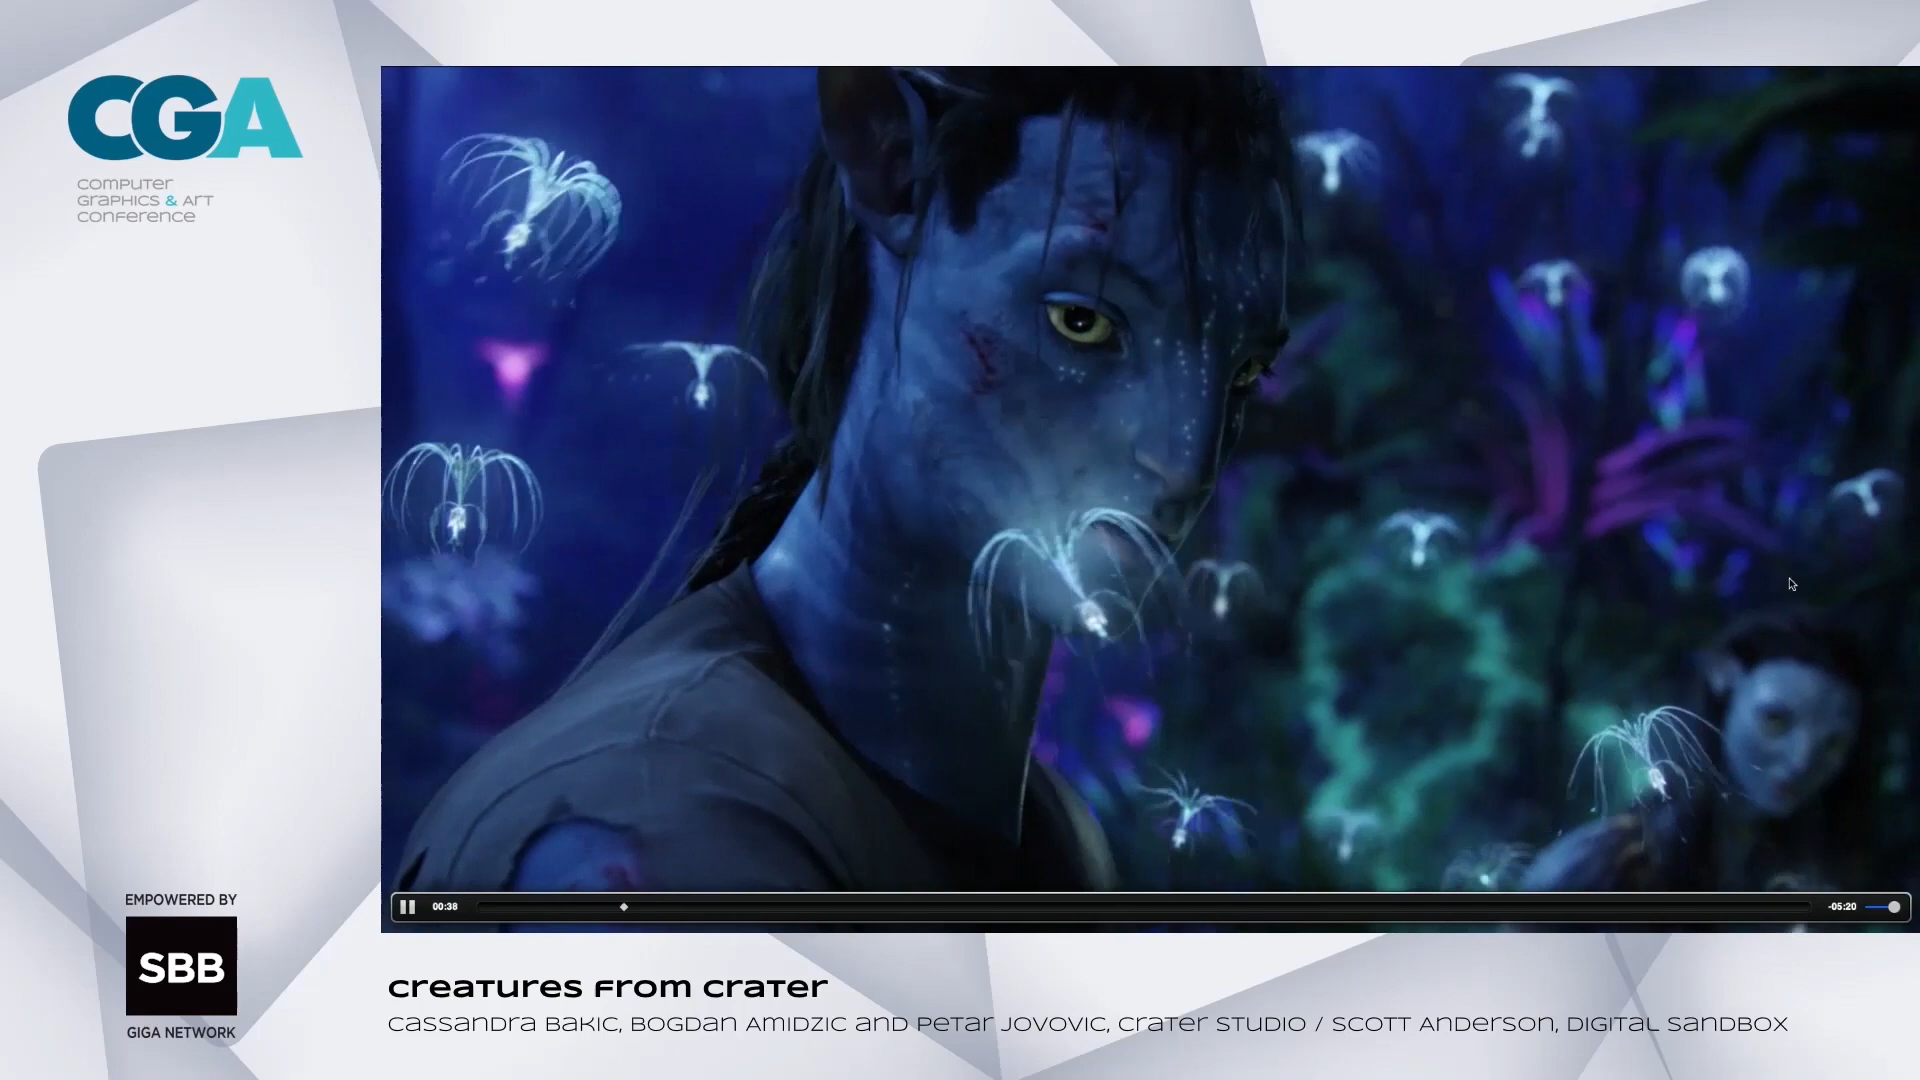 CGA
computer
graphics & art
conference
00:38
-05:20
EMPOWERED BY
SBB
GIGA NETWORK
creatures from crater
cassandra bakic, bogdan amidzic and petar jovovic, crater studio / scott anderson, digital sandbox